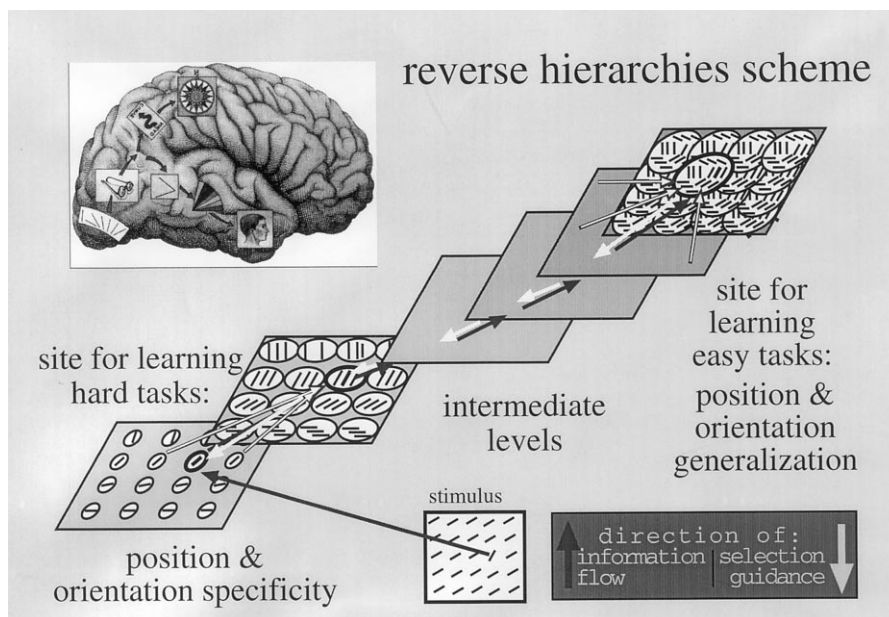 reverse hierarchies scheme
site for learning
hard tasks:
position &
orientation specificity
intermediate
levels
site for
learning
easy tasks:
position &
orientation
generalization
stimulus
direction of:
information
flow
selection
guidance